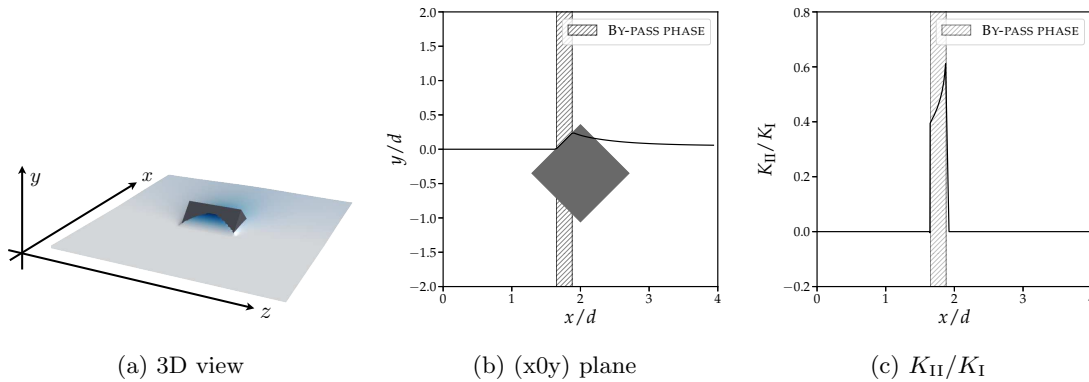 y
x
z
(a) 3D view
2.0
1.5
1.0
0.5
0.0
−0.5
−1.0
−1.5
−2.0
y/d
BY-PASS PHASE
0 1 2 3 4
x/d
(b) (x0y) plane
0.8
0.6
0.4
0.2
0.0
−0.2
K_II/K_I
BY-PASS PHASE
0 1 2 3 4
x/d
(c) K_II/K_I